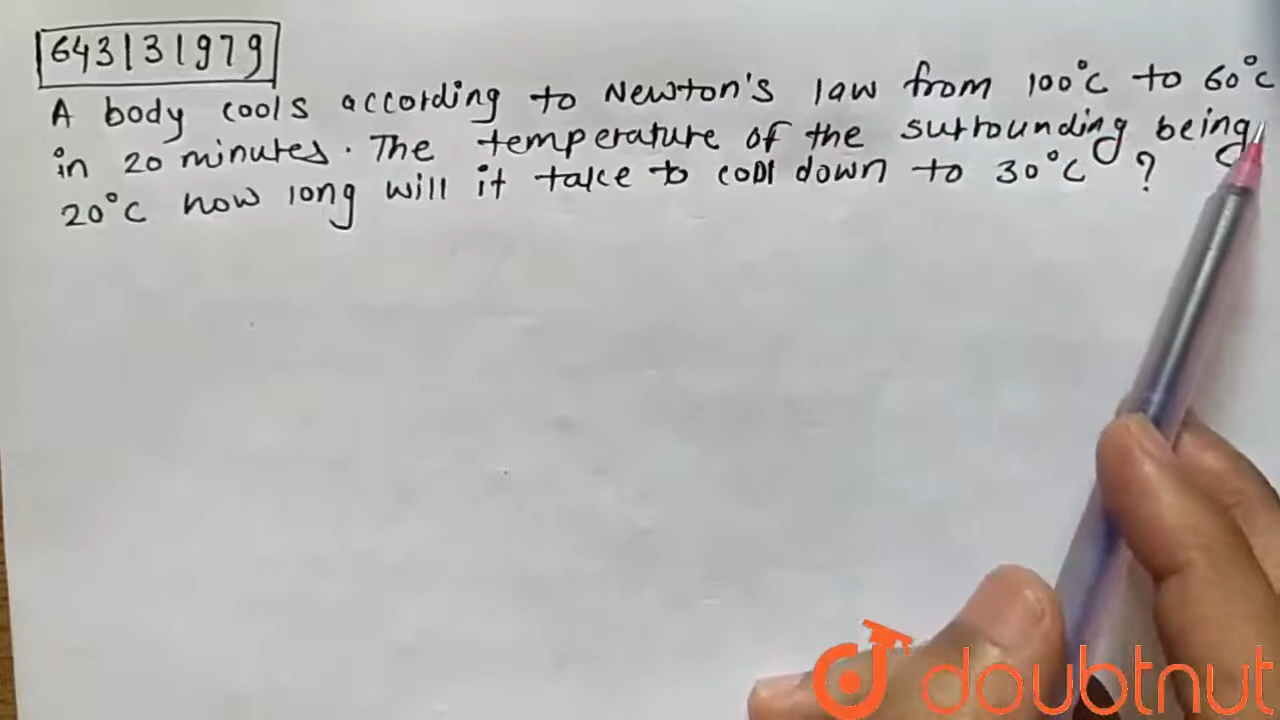 643131979
A body cools according to Newton's law from 100°C to 60°C
in 20 minutes. The temperature of the surrounding being
20°C how long will it take to cool down to 30°C ?
doubtnut